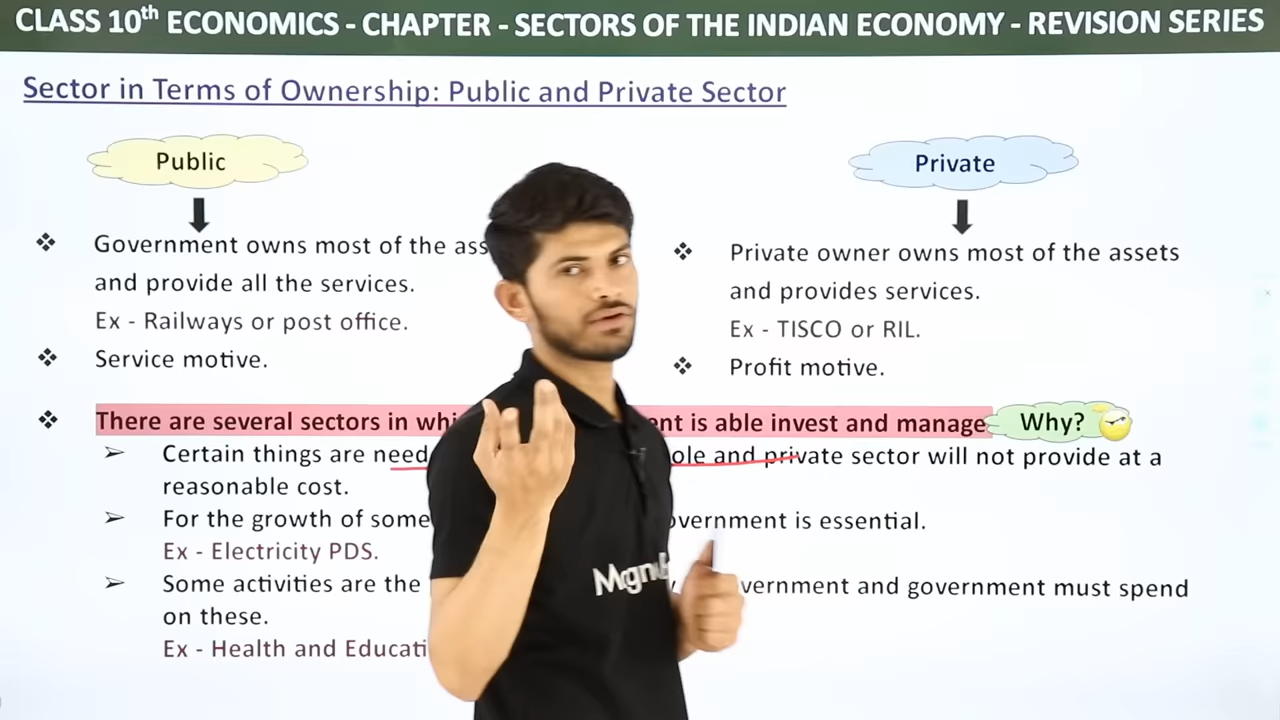 CLASS 10th ECONOMICS - CHAPTER - SECTORS OF THE INDIAN ECONOMY - REVISION SERIES
Sector in Terms of Ownership: Public and Private Sector
Public
Government owns most of the ass
and provide all the services.
Ex - Railways or post office.
Service motive.
Private
Private owner owns most of the assets
and provides services.
Ex - TISCO or RIL.
Profit motive.
There are several sectors in whi nt is able invest and manage Why?
Certain things are need ole and private sector will not provide at a
reasonable cost.
For the growth of some overnment is essential.
Ex - Electricity PDS.
Some activities are the vernment and government must spend
on these.
Ex - Health and Educati
Magn